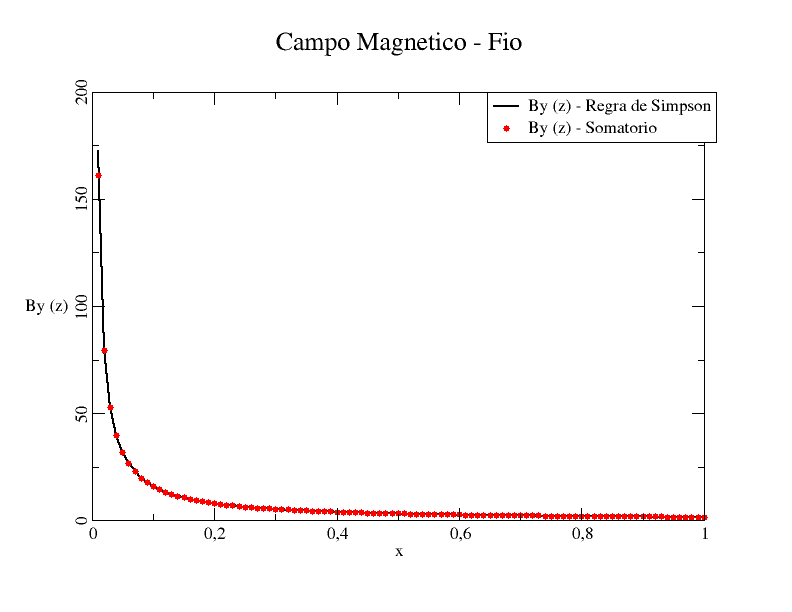 Campo Magnetico - Fio
By (z) - Regra de Simpson
By (z) - Somatorio
200
150
100
50
0
By (z)
0
0,2
0,4
0,6
0,8
1
x